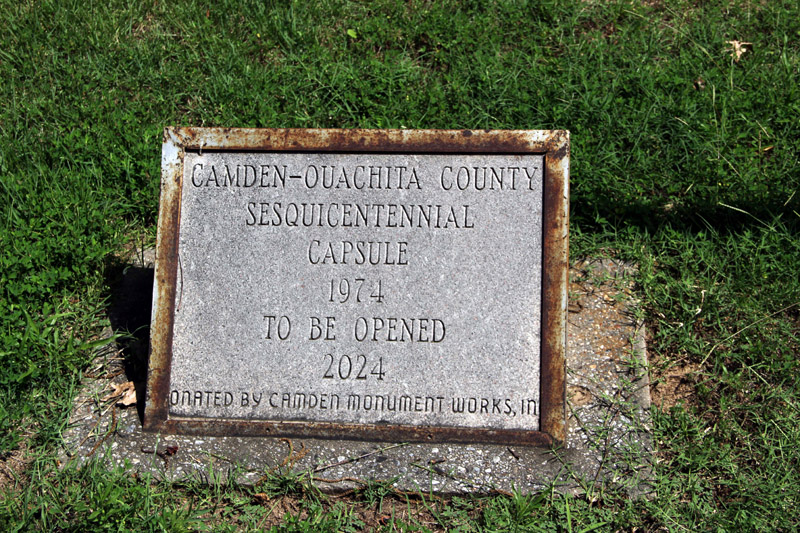 CAMDEN-OUACHITA COUNTY
SESQUICENTENNIAL
CAPSULE
1974
TO BE OPENED
2024
ONATED BY CAMDEN MONUMENT WORKS, IN